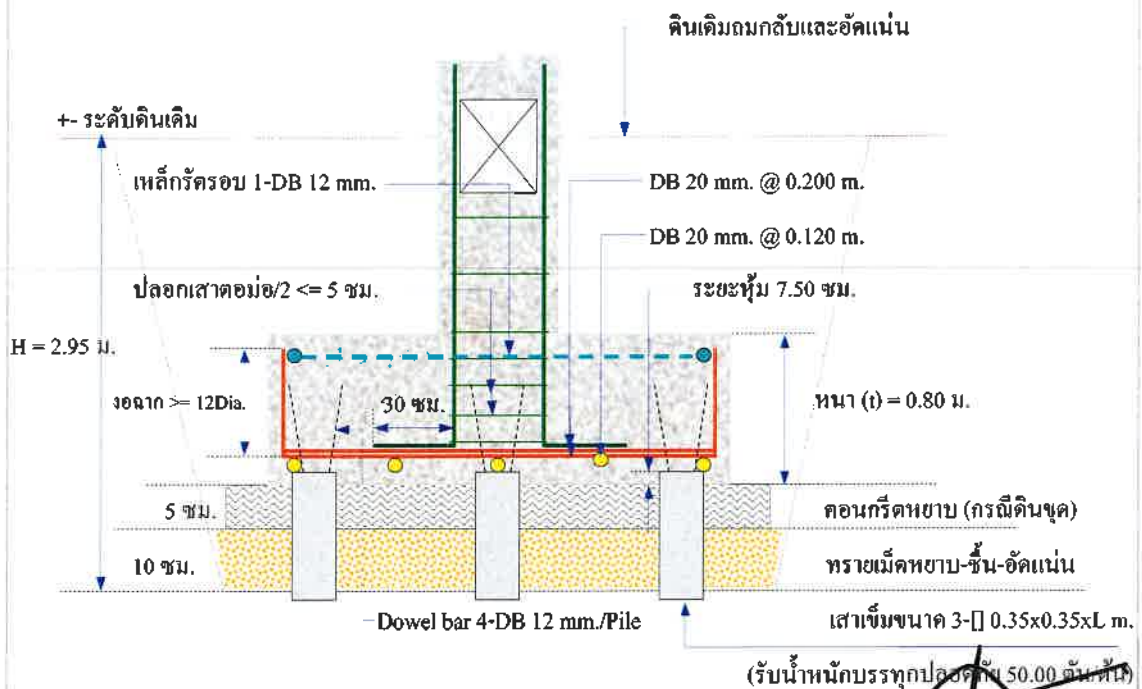 ดินเดิมถมกลับและอัดแน่น
+- ระดับดินเดิม
เหล็กรัดรอบ 1-DB 12 mm.
DB 20 mm. @ 0.200 m.
DB 20 mm. @ 0.120 m.
ปลอกเสาตอม่อ/2 <= 5 ซม.
ระยะหุ้ม 7.50 ซม.
H = 2.95 ม.
งอฉาก >= 12Dia.
30 ซม.
หนา (t) = 0.80 ม.
5 ซม.
คอนกรีตหยาบ (กรณีดินขุด)
10 ซม.
ทรายเม็ดหยาบ-ชื้น-อัดแน่น
Dowel bar 4-DB 12 mm./Pile
เสาเข็มขนาด 3-[] 0.35x0.35xL m.
(รับน้ำหนักบรรทุกปลอดภัย 50.00 ตัน/ต้น)